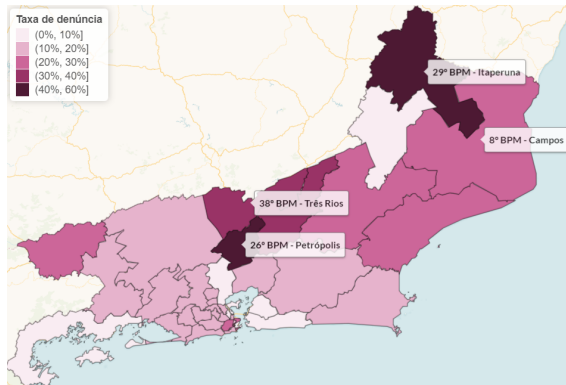 Taxa de denúncia
(0%, 10%]
(10%, 20%]
(20%, 30%]
(30%, 40%]
(40%, 60%]
29º BPM - Itaperuna
8º BPM - Campos
38º BPM - Três Rios
26º BPM - Petrópolis